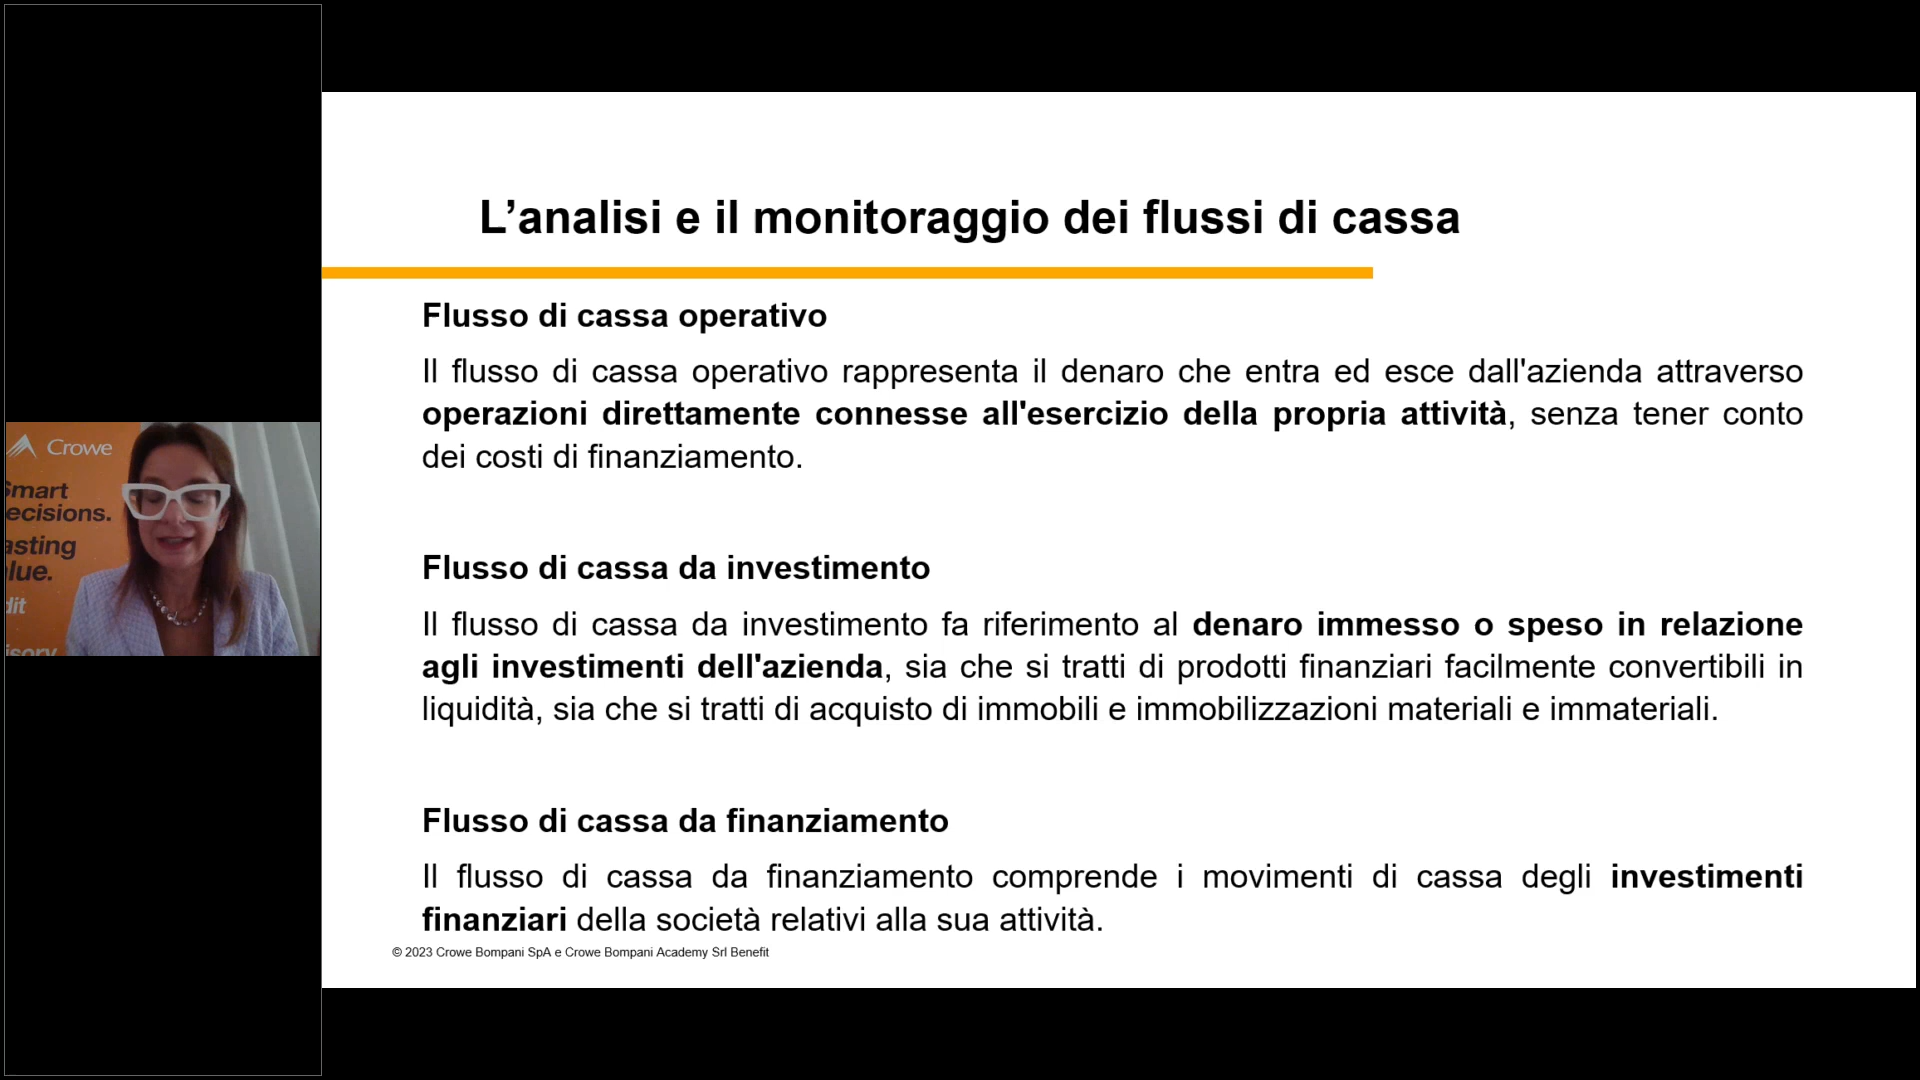 Crowe
Smart
ecisions.
asting
lue.
dit
isory
L’analisi e il monitoraggio dei flussi di cassa
Flusso di cassa operativo
Il flusso di cassa operativo rappresenta il denaro che entra ed esce dall'azienda attraverso
operazioni direttamente connesse all'esercizio della propria attività, senza tener conto
dei costi di finanziamento.
Flusso di cassa da investimento
Il flusso di cassa da investimento fa riferimento al denaro immesso o speso in relazione
agli investimenti dell'azienda, sia che si tratti di prodotti finanziari facilmente convertibili in
liquidità, sia che si tratti di acquisto di immobili e immobilizzazioni materiali e immateriali.
Flusso di cassa da finanziamento
Il flusso di cassa da finanziamento comprende i movimenti di cassa degli investimenti
finanziari della società relativi alla sua attività.
© 2023 Crowe Bompani SpA e Crowe Bompani Academy Srl Benefit